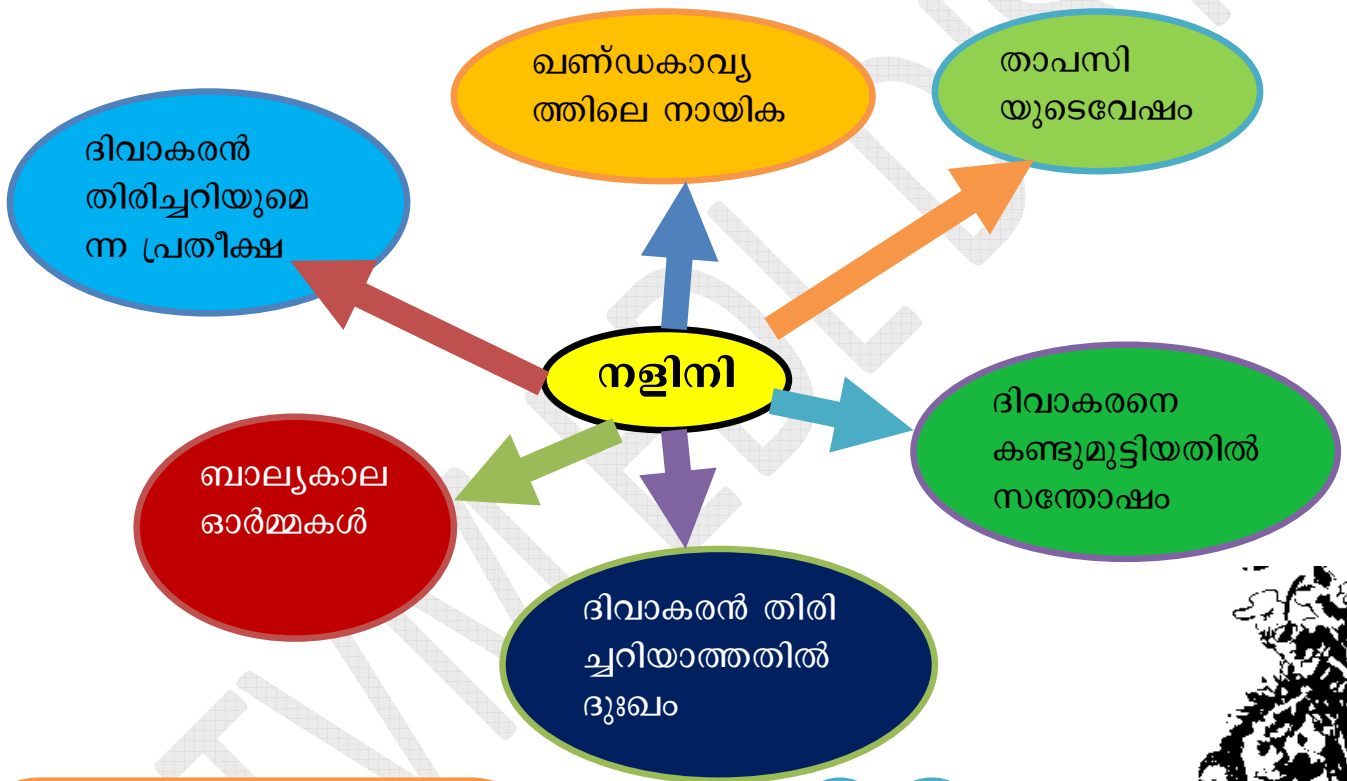 ഖണ്ഡകാവ്യ
ത്തിലെ നായിക
താപസി
യുടെവേഷം
ദിവാകരൻ
തിരിച്ചറിയുമെ
ന്ന പ്രതീക്ഷ
നളിനി
ദിവാകരനെ
കണ്ടുമുട്ടിയതിൽ
സന്തോഷം
ബാല്യകാല
ഓർമ്മകൾ
ദിവാകരൻ തിരി
ച്ചറിയാത്തതിൽ
ദുഃഖം